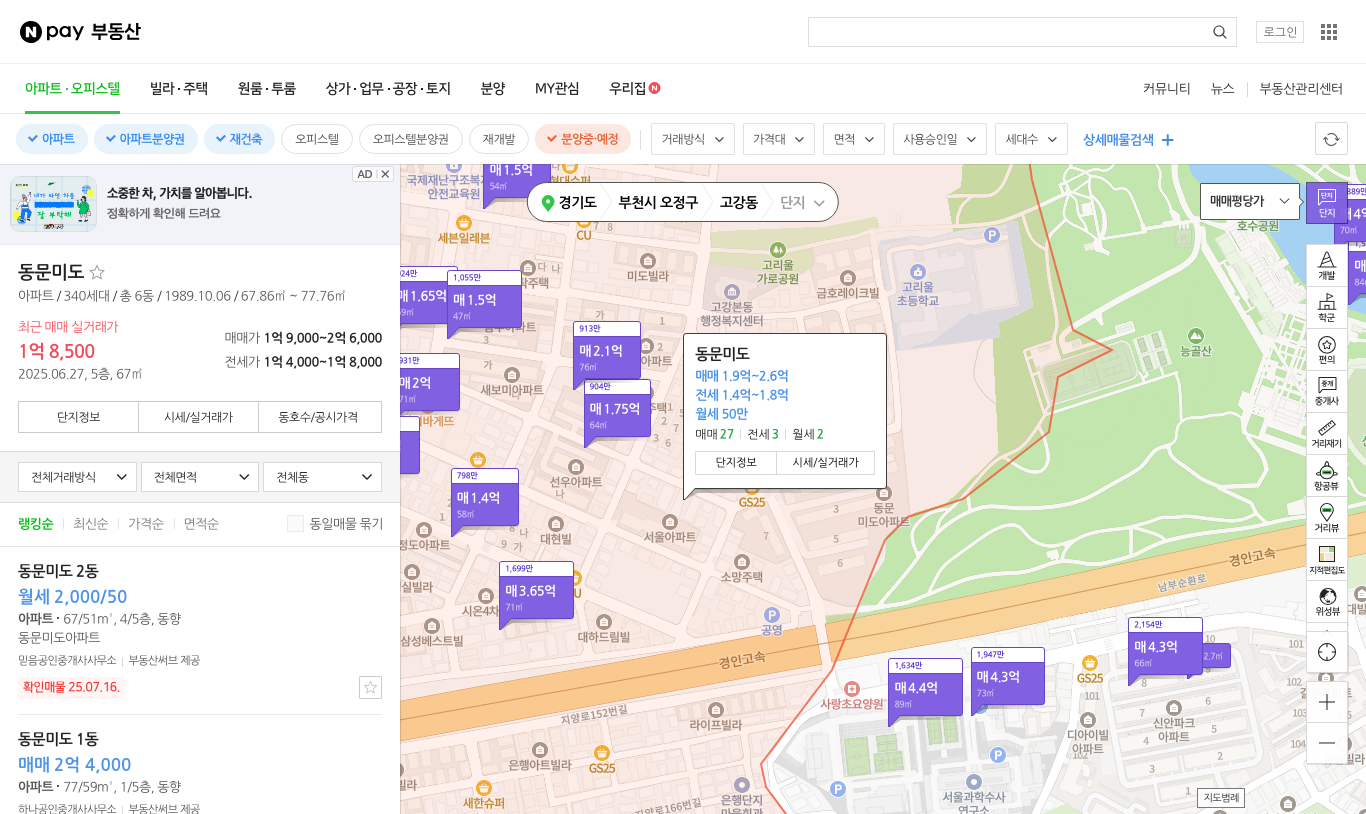 N pay 부동산
로그인
아파트·오피스텔
빌라·주택
원룸·투룸
상가·업무·공장·토지
분양
MY관심
우리집 N
커뮤니티
뉴스
부동산관리센터
아파트
아파트분양권
재건축
오피스텔
오피스텔분양권
재개발
분양중·예정
거래방식
가격대
면적
사용승인일
세대수
상세매물검색
AD
소중한 차, 가치를 알아봅니다.
정확하게 확인해 드려요
동문미도
아파트 / 340세대 / 총 6동 / 1989.10.06 / 67.86㎡ ~ 77.76㎡
최근 매매 실거래가
1억 8,500
2025.06.27, 5층, 67㎡
매매가 1억 9,000~2억 6,000
전세가 1억 4,000~1억 8,000
단지정보
시세/실거래가
동호수/공시가격
전체거래방식
전체면적
전체동
랭킹순
최신순
가격순
면적순
동일매물 묶기
동문미도 2동
월세 2,000/50
아파트 · 67/51㎡, 4/5층, 동향
동문미도아파트
믿음공인중개사사무소 | 부동산써브 제공
확인매물 25.07.16.
동문미도 1동
매매 2억 4,000
아파트 · 77/59㎡, 1/5층, 동향
하나공인중개사사무소 | 부동산써브 제공
경기도
부천시 오정구
고강동
단지
매매평당가
단지
단지
호수공원
개발
학군
편의
중개
중개사
거리재기
항공뷰
거리뷰
지적편집도
위성뷰
지도범례
국제재난구조복지
안전교육원
현대수퍼
매1.5억
54㎡
세븐일레븐
CU
미도빌라
고리울
가로공원
고강본동
행정복지센터
금호레이크빌
고리울
초등학교
P
능골산
매1.65억
1,055만
매1.5억
47㎡
931만
매2억
71㎡
913만
매2.1억
76㎡
904만
매1.75억
64㎡
새보미아파트
동문미도
매매 1.9억~2.6억
전세 1.4억~1.8억
월세 50만
매매 27 | 전세 3 | 월세 2
단지정보
시세/실거래가
GS25
동문
미도아파트
798만
매1.4억
58㎡
선우아파트
정도아파트
대현빌
서울아파트
소망주택
1,699만
매3.65억
71㎡
시온4차
대하드림빌
삼성베스트빌
P
공영
경인고속
경인고속
남부순환로
2,154만
매4.3억
66㎡
2.7㎡
1,634만
매4.4억
89㎡
1,947만
매4.3억
73㎡
GS25
사랑초요양원
지양로152번길
라이프빌라
은행아트빌라
GS25
새한슈퍼
지양로166번길
은행단지
마을회관
P
P
서울과학수사
연구소
디아이빌
아파트
신안파크
아파트
101
102
101
103
104